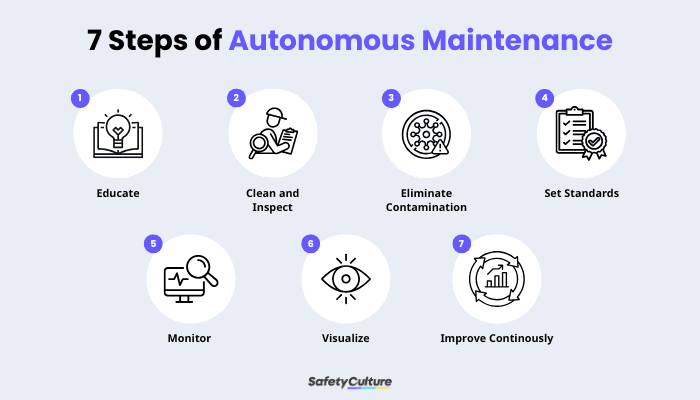 7 Steps of Autonomous Maintenance
1
Educate
2
Clean and
Inspect
3
Eliminate
Contamination
4
Set Standards
5
Monitor
6
Visualize
7
Improve Continously
SafetyCulture